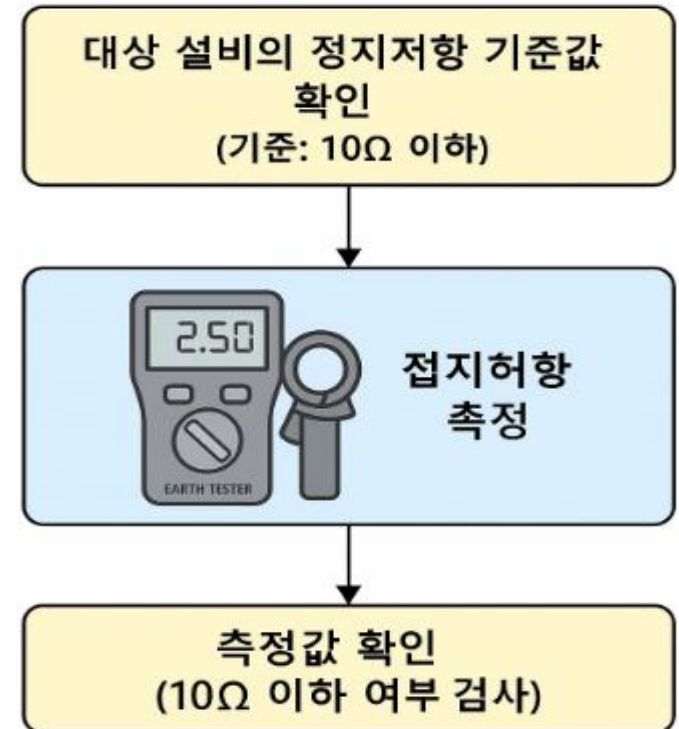 대상 설비의 정지저항 기준값
확인
(기준: 10Ω 이하)
2.50
EARTH TESTER
접지허항
촉정
측정값 확인
(10Ω 이하 여부 검사)